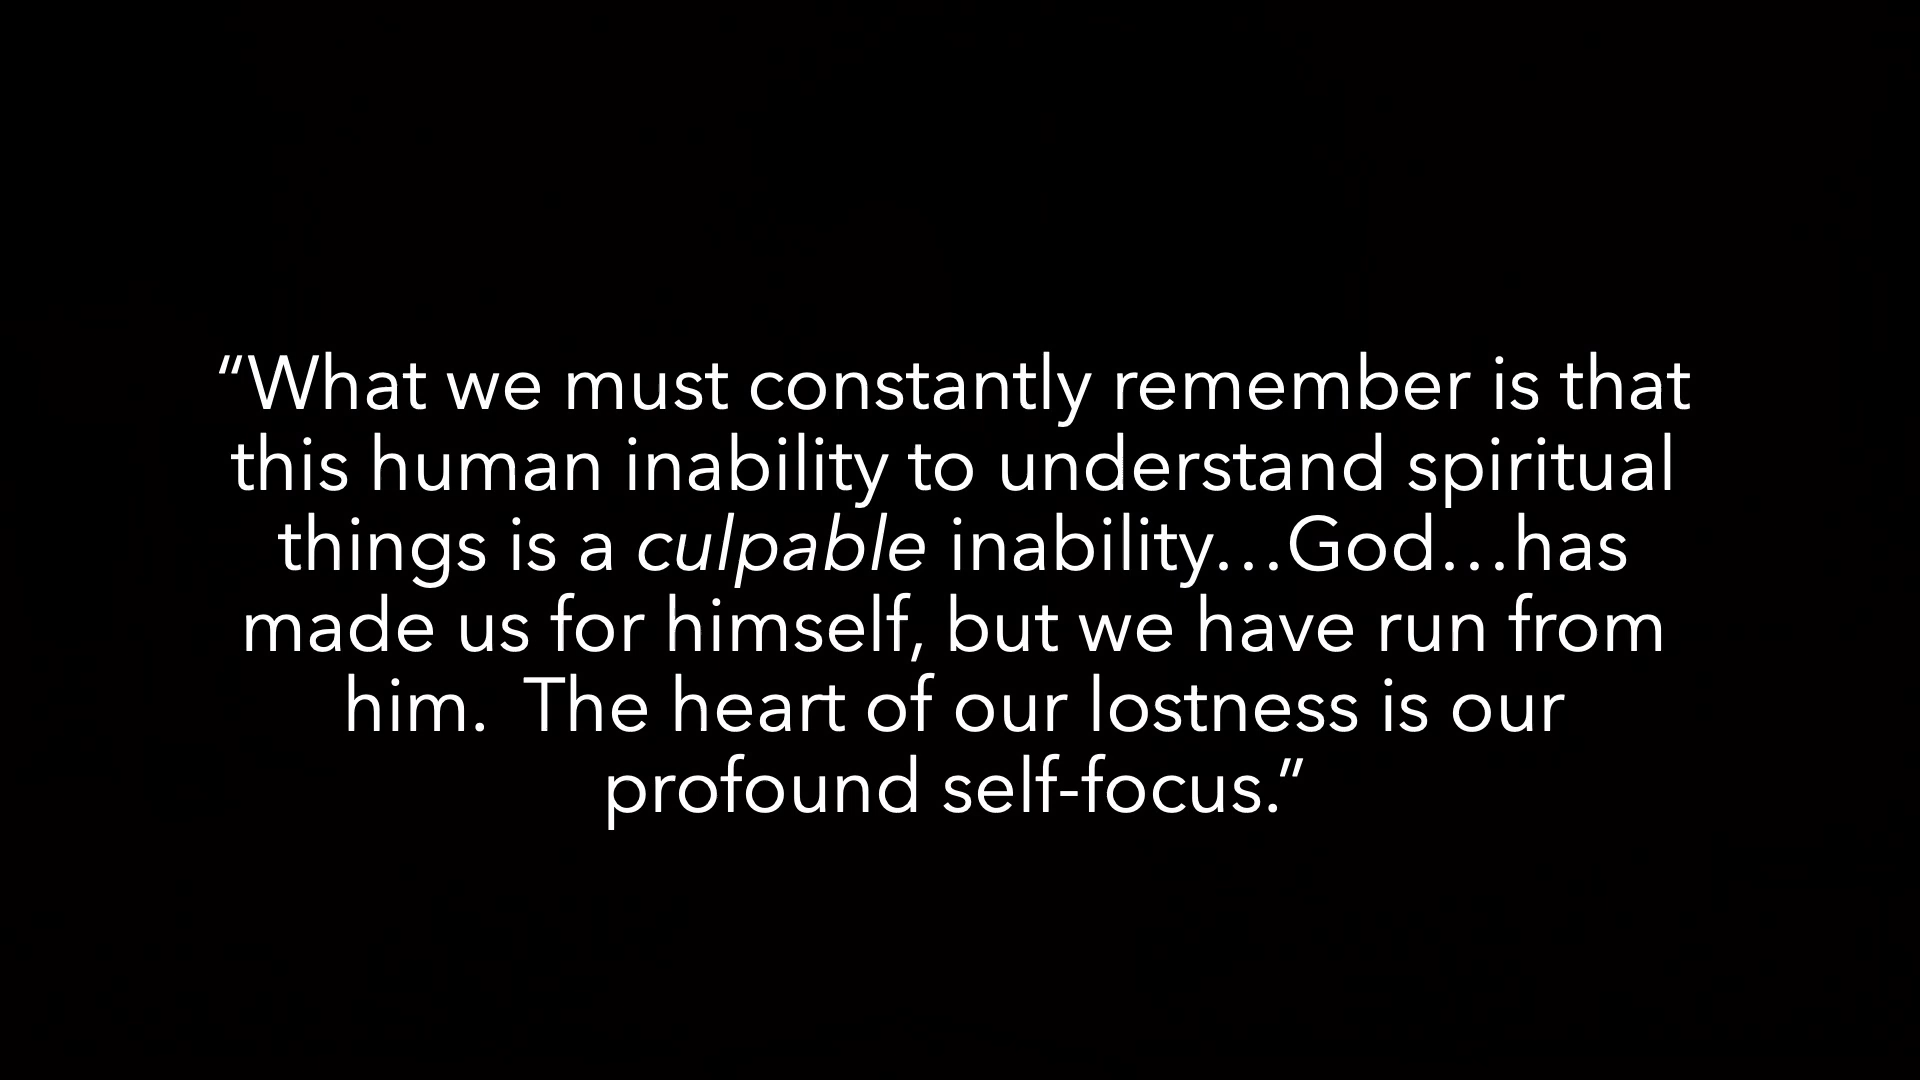 “What we must constantly remember is that
this human inability to understand spiritual
things is a culpable inability…God…has
made us for himself, but we have run from
him.  The heart of our lostness is our
profound self-focus.”